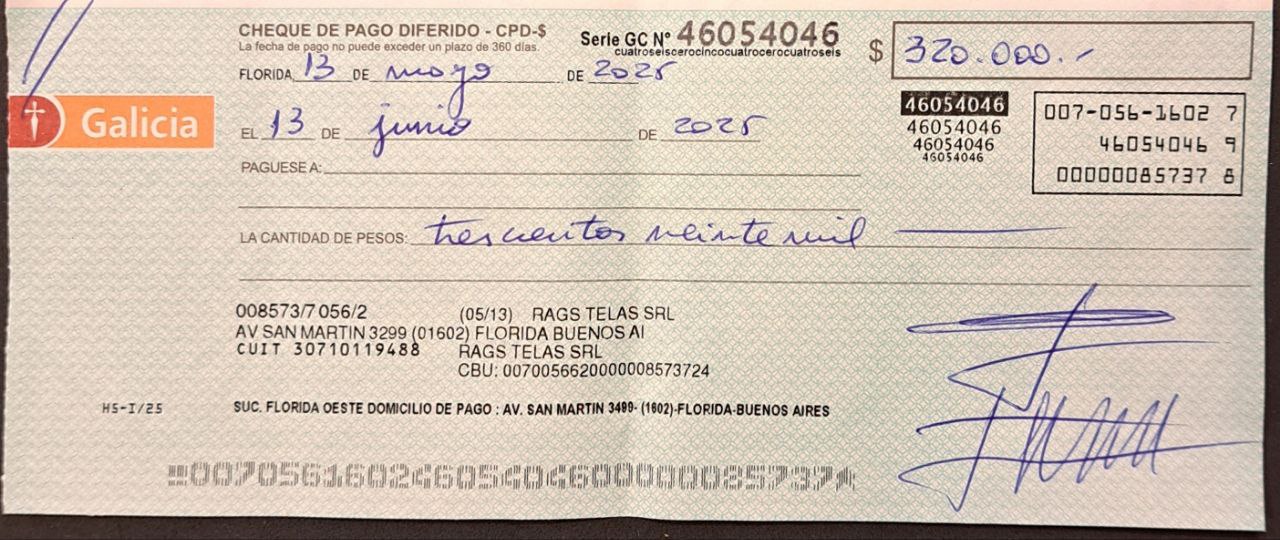 CHEQUE DE PAGO DIFERIDO - CPD-$
La fecha de pago no puede exceder un plazo de 360 días.
Serie GC Nº 46054046
cuatroseiscerocincocuatrocerocuatroseis
$ 320.000.-
FLORIDA, 13 DE mayo DE 2025
Galicia
EL 13 DE junio DE 2025
46054046
46054046
46054046
46054046
007-056-1602 7
46054046 9
00000085737 8
PAGUESE A:
LA CANTIDAD DE PESOS: trescientos veinte mil
008573/7 056/2 (05/13) RAGS TELAS SRL
AV SAN MARTIN 3299 (01602) FLORIDA BUENOS AI
CUIT 30710119488 RAGS TELAS SRL
CBU: 0070056620000008573724
HS-I/25
SUC. FLORIDA OESTE DOMICILIO DE PAGO : AV. SAN MARTIN 3499- (1602)-FLORIDA-BUENOS AIRES
00705616024605404600000085737